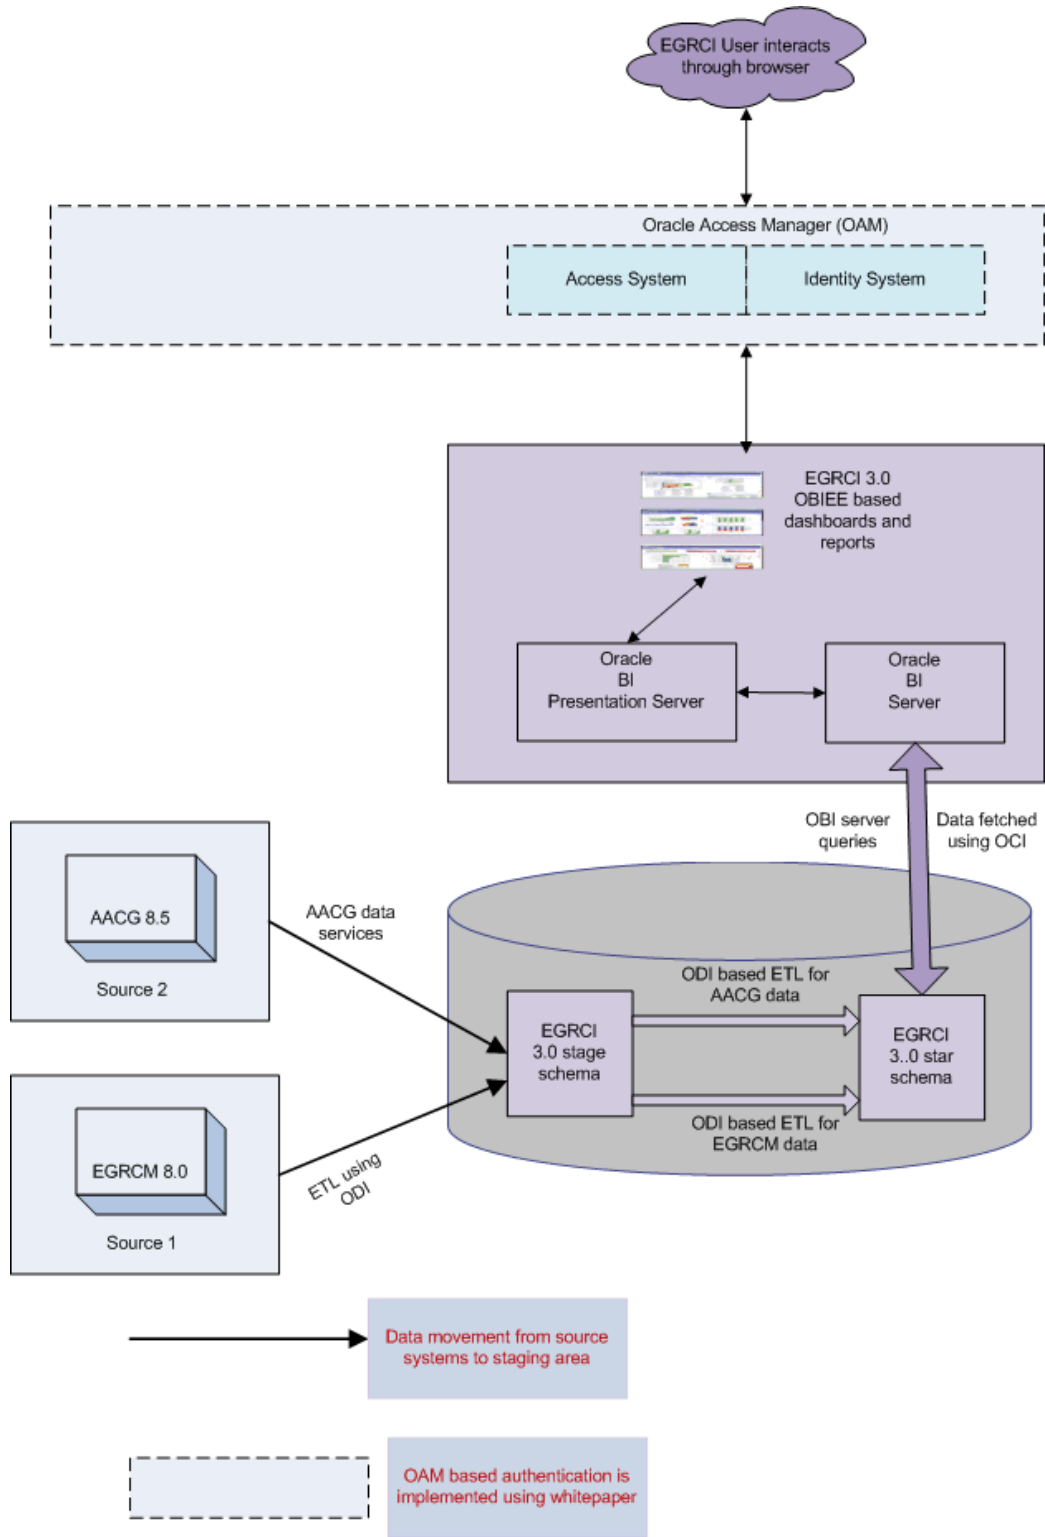 EGRCI User interacts
through browser
Oracle Access Manager (OAM)
Access System
Identity System
EGRCI 3.0
OBIEE based
dashboards and
reports
Oracle
BI
Presentation Server
Oracle
BI
Server
OBI server
queries
Data fetched
using OCI
AACG 8.5
Source 2
AACG data
services
ODI based ETL for
AACG data
EGRCI
3.0 stage
schema
EGRCI
3..0 star
schema
ODI based ETL for
EGRCM data
EGRCM 8.0
Source 1
ETL using
ODI
Data movement from source
systems to staging area
OAM based authentication is
implemented using whitepaper